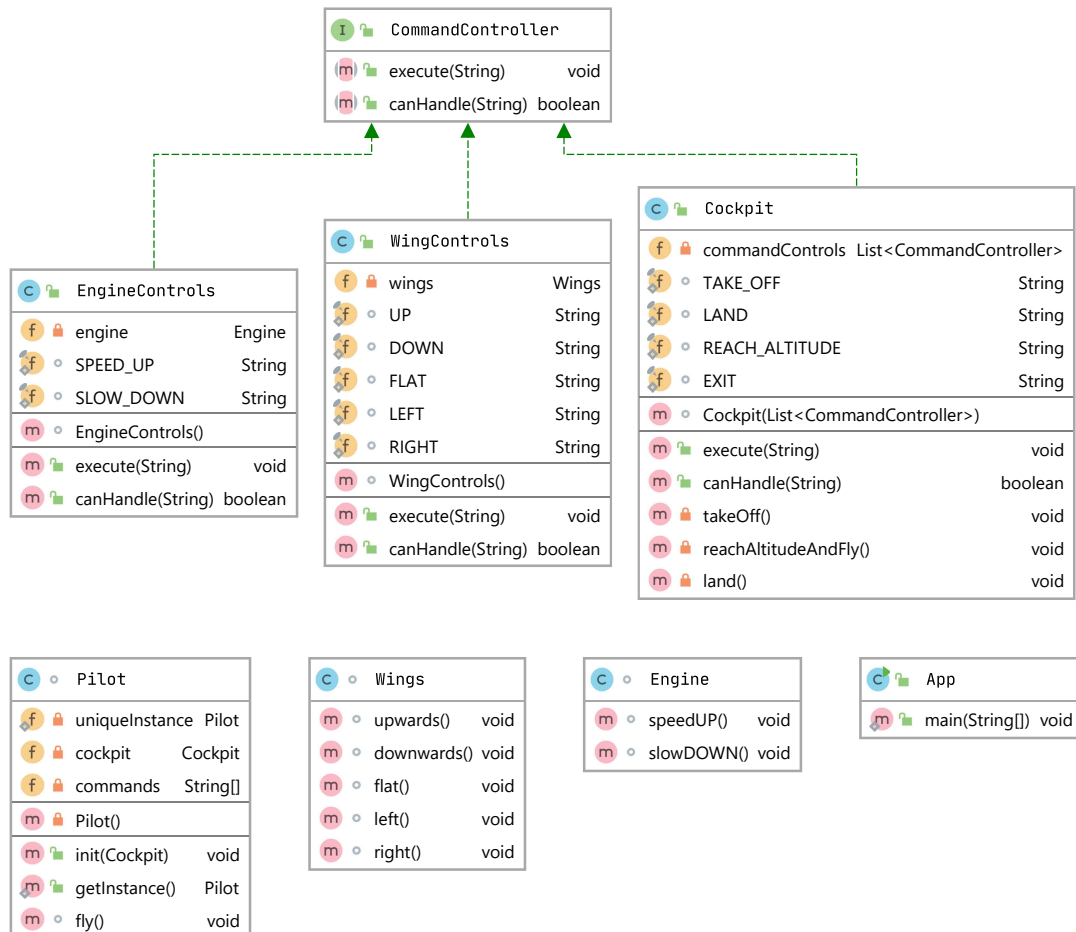 CommandController
execute(String) void
canHandle(String) boolean
EngineControls
engine Engine
SPEED_UP String
SLOW_DOWN String
EngineControls()
execute(String) void
canHandle(String) boolean
WingControls
wings Wings
UP String
DOWN String
FLAT String
LEFT String
RIGHT String
WingControls()
execute(String) void
canHandle(String) boolean
Cockpit
commandControls List<CommandController>
TAKE_OFF String
LAND String
REACH_ALTITUDE String
EXIT String
Cockpit(List<CommandController>)
execute(String) void
canHandle(String) boolean
takeOff() void
reachAltitudeAndFly() void
land() void
Pilot
uniqueInstance Pilot
cockpit Cockpit
commands String[]
Pilot()
init(Cockpit) void
getInstance() Pilot
fly() void
Wings
upwards() void
downwards() void
flat() void
left() void
right() void
Engine
speedUP() void
slowDOWN() void
App
main(String[]) void